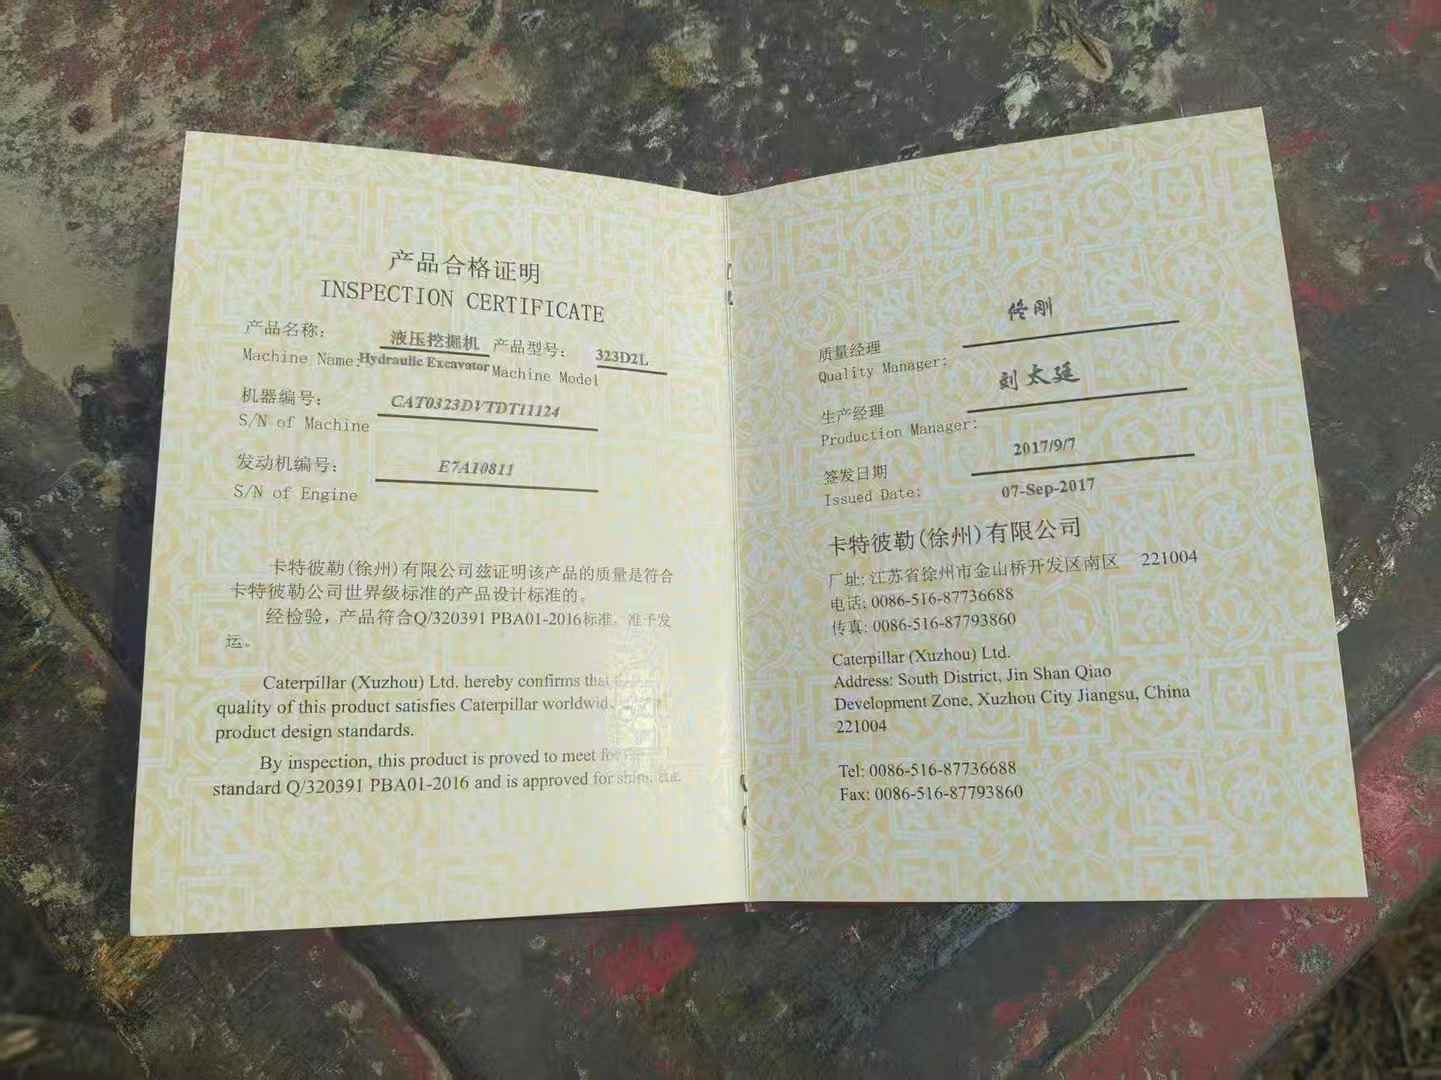 产品合格证明
INSPECTION CERTIFICATE
产品名称: 液压挖掘机 产品型号: 323D2L
Machine Name: Hydraulic Excavator Machine Model
机器编号: CAT0323DVTDT11124
S/N of Machine
发动机编号: E7A10811
S/N of Engine
卡特彼勒(徐州)有限公司兹证明该产品的质量是符合
卡特彼勒公司世界级标准的产品设计标准的。
经检验，产品符合Q/320391 PBA01-2016标准，准予发
运。
Caterpillar (Xuzhou) Ltd. hereby confirms that
quality of this product satisfies Caterpillar worldwid
product design standards.
By inspection, this product is proved to meet
standard Q/320391 PBA01-2016 and is approved for
佟刚
质量经理
Quality Manager:
刘太廷
生产经理
Production Manager:
签发日期 2017/9/7
Issued Date: 07-Sep-2017
卡特彼勒(徐州)有限公司
厂址: 江苏省徐州市金山桥开发区南区 221004
电话: 0086-516-87736688
传真: 0086-516-87793860
Caterpillar (Xuzhou) Ltd.
Address: South District, Jin Shan Qiao
Development Zone, Xuzhou City Jiangsu, China
221004
Tel: 0086-516-87736688
Fax: 0086-516-87793860